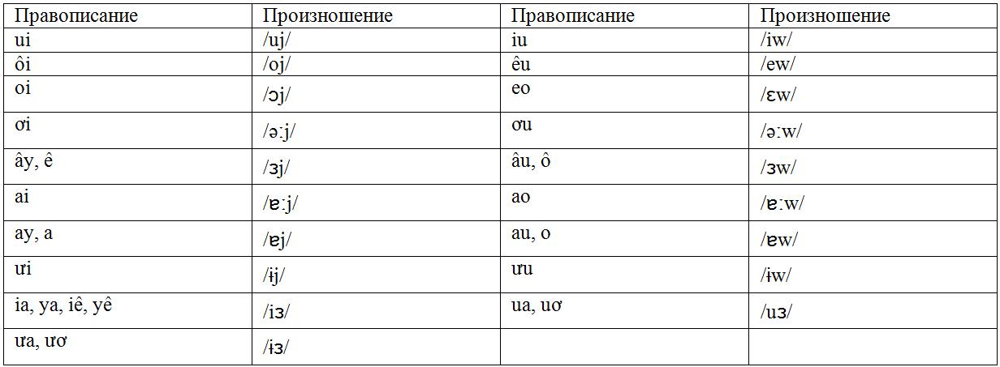 Правописание Произношение Правописание Произношение
ui /uj/ iu /iw/
ôi /oj/ êu /ew/
oi /ɔj/ eo /ɛw/
ơi /əːj/ ơu /əːw/
ây, ê /ɜj/ âu, ô /ɜw/
ai /ɐːj/ ao /ɐːw/
ay, a /ɐj/ au, o /ɐw/
ưi /ɨj/ ưu /ɨw/
ia, ya, iê, yê /iɜ/ ua, uơ /uɜ/
ưa, ươ /ɨɜ/